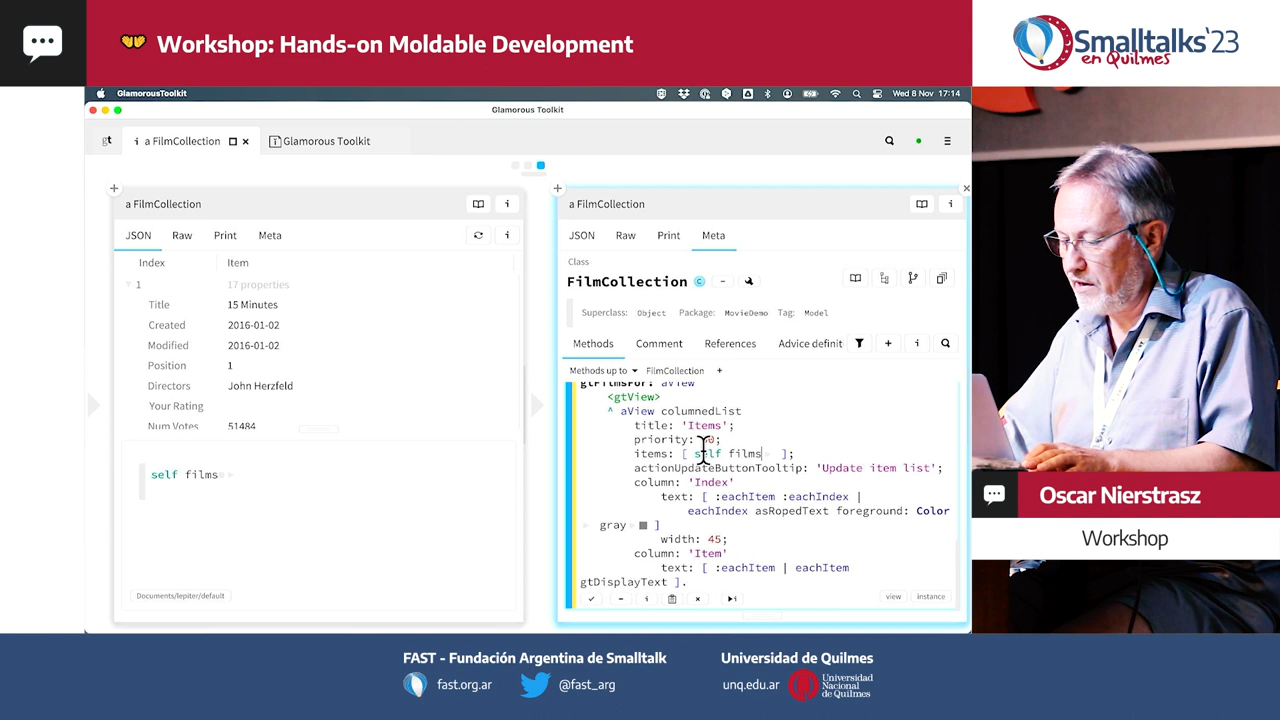 Workshop: Hands-on Moldable Development
Smalltalks'23
en Quilmes
GlamorousToolkit
Wed 8 Nov 17:14
Glamorous Toolkit
gt
a FilmCollection
Glamorous Toolkit
a FilmCollection
JSON Raw Print Meta
Index Item
1 17 properties
Title 15 Minutes
Created 2016-01-02
Modified 2016-01-02
Position 1
Directors John Herzfeld
Your Rating
Num Votes 51484
self films
Documents/lepiter/default
a FilmCollection
JSON Raw Print Meta
Class
FilmCollection
Superclass: Object Package: MovieDemo Tag: Model
Methods Comment References Advice definit
Methods up to FilmCollection +
gtFilmsFor: aView
<gtView>
^ aView columnedList
title: 'Items';
priority: 0;
items: [ self films ];
actionUpdateButtonTooltip: 'Update item list';
column: 'Index'
text: [ :eachItem :eachIndex |
eachIndex asRopedText foreground: Color
gray ]
width: 45;
column: 'Item'
text: [ :eachItem | eachItem
gtDisplayText ].
view instance
Oscar Nierstrasz
Workshop
FAST - Fundación Argentina de Smalltalk
fast.org.ar @fast_arg
Universidad de Quilmes
unq.edu.ar
Universidad
Nacional
de Quilmes